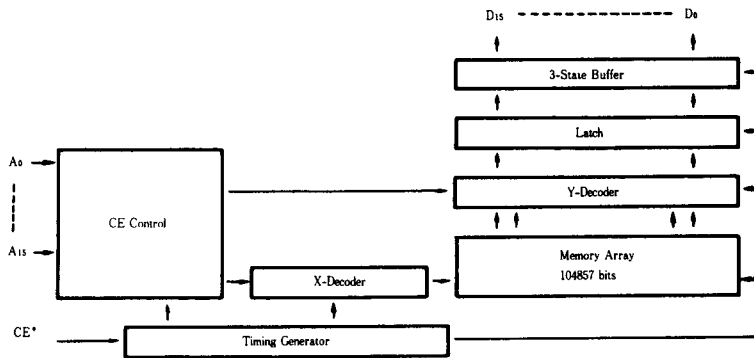 D15 D0
3-State Buffer
Latch
A0
Y-Decoder
CE Control
A15
Memory Array
104857 bits
X-Decoder
CE*
Timing Generator